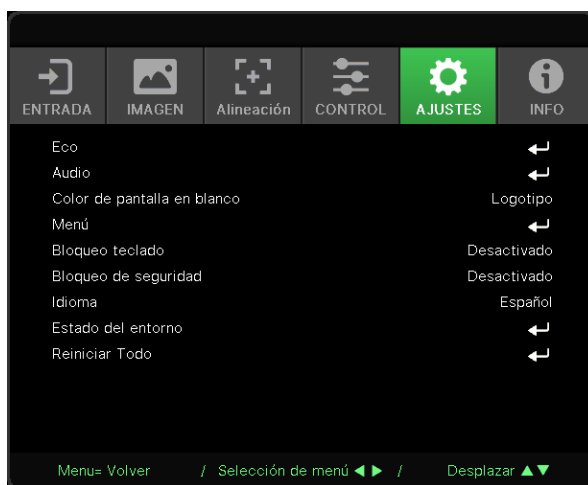 ENTRADA IMAGEN Alineación CONTROL AJUSTES INFO
Eco
Audio
Color de pantalla en blanco Logotipo
Menú
Bloqueo teclado Desactivado
Bloqueo de seguridad Desactivado
Idioma Español
Estado del entorno
Reiniciar Todo
Menu= Volver / Selección de menú ◀ ▶ / Desplazar ▲▼